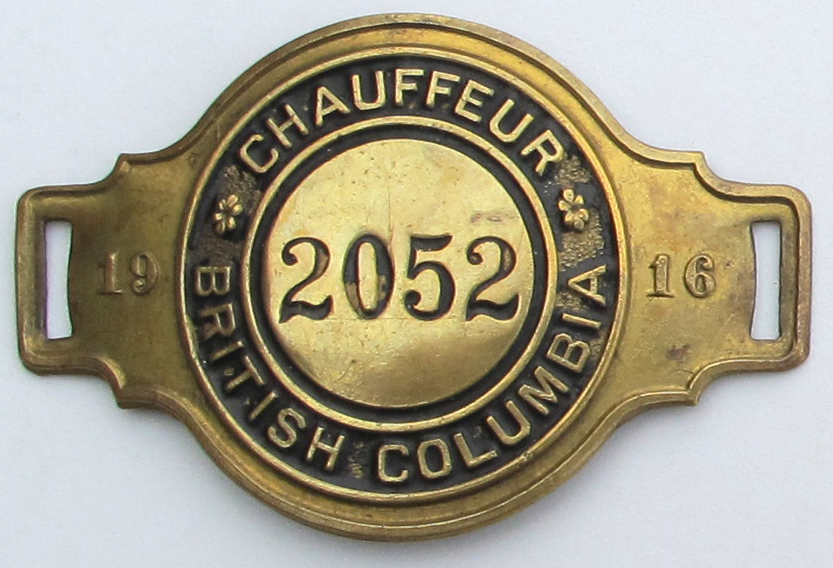 CHAUFFEUR
19 2052 16
BRITISH COLUMBIA